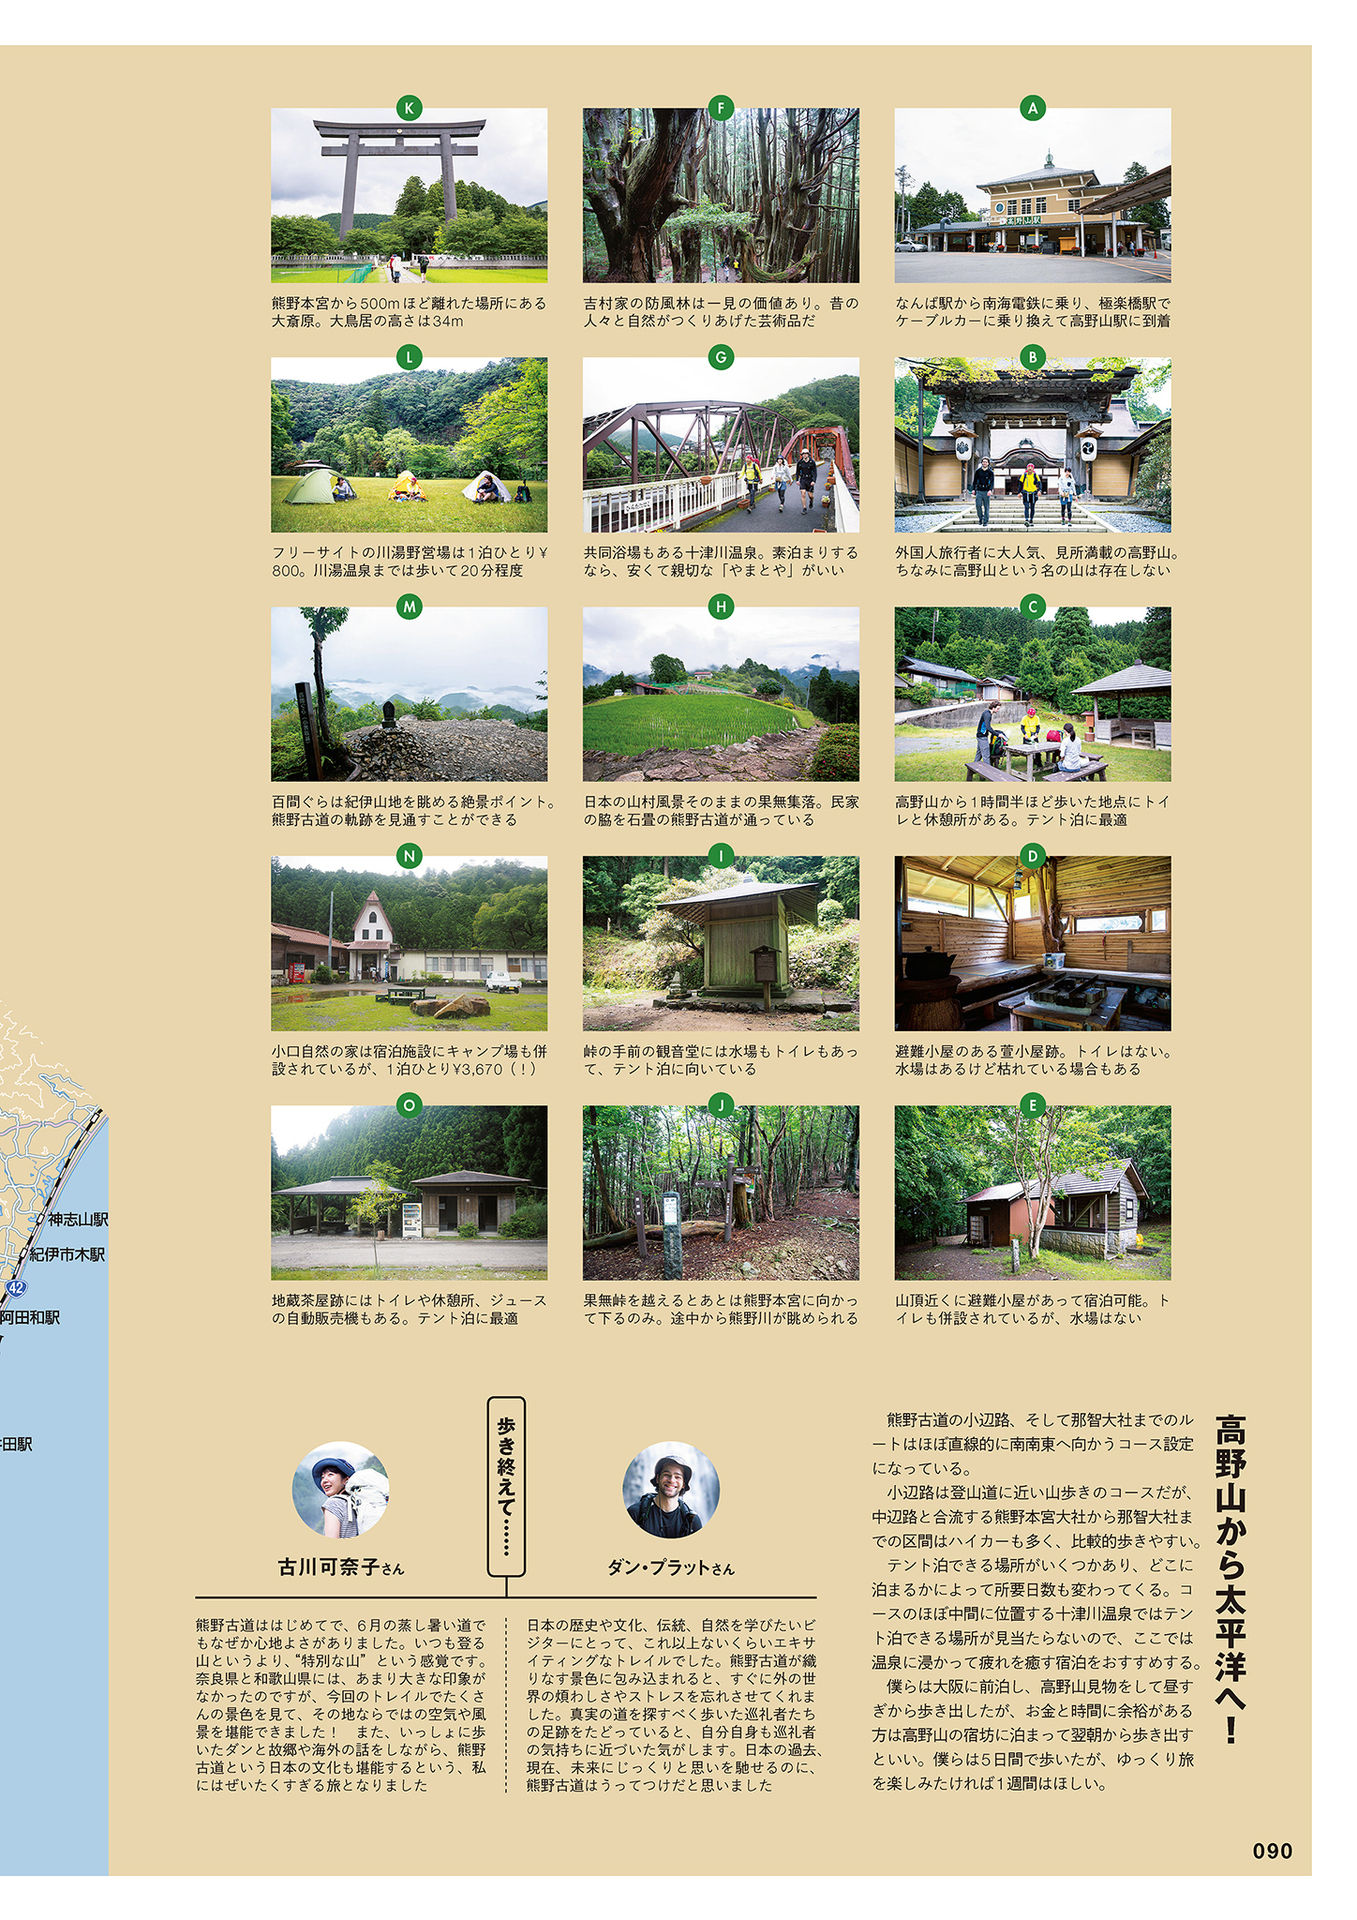 A
なんば駅から南海電鉄に乗り、極楽橋駅で
ケーブルカーに乗り換えて高野山駅に到着
B
外国人旅行者に大人気、見所満載の高野山。
ちなみに高野山という名の山は存在しない
C
高野山から1時間半ほど歩いた地点にトイ
レと休憩所がある。テント泊に最適
D
避難小屋のある萱小屋跡。トイレはない。
水場はあるけど枯れている場合もある
E
山頂近くに避難小屋があって宿泊可能。ト
イレも併設されているが、水場はない
F
吉村家の防風林は一見の価値あり。昔の
人々と自然がつくりあげた芸術品だ
G
共同浴場もある十津川温泉。素泊まりする
なら、安くて親切な「やまとや」がいい
H
日本の山村風景そのままの果無集落。民家
の脇を石畳の熊野古道が通っている
I
峠の手前の観音堂には水場もトイレもあっ
て、テント泊に向いている
J
果無峠を越えるとあとは熊野本宮に向かっ
て下るのみ。途中から熊野川が眺められる
K
熊野本宮から500mほど離れた場所にある
大斎原。大鳥居の高さは34m
L
フリーサイトの川湯野営場は1泊ひとり¥
800。川湯温泉までは歩いて20分程度
M
百間ぐらは紀伊山地を眺める絶景ポイント。
熊野古道の軌跡を見通すことができる
N
小口自然の家は宿泊施設にキャンプ場も併
設されているが、1泊ひとり¥3,670（！）
O
地蔵茶屋跡にはトイレや休憩所、ジュース
の自動販売機もある。テント泊に最適
高野山駅
神志山駅
紀伊市木駅
42
阿田和駅
井田駅
高野山から太平洋へ！
熊野古道の小辺路、そして那智大社までのル
ートはほぼ直線的に南南東へ向かうコース設定
になっている。
小辺路は登山道に近い山歩きのコースだが、
中辺路と合流する熊野本宮大社から那智大社ま
での区間はハイカーも多く、比較的歩きやすい。
テント泊できる場所がいくつかあり、どこに
泊まるかによって所要日数も変わってくる。コ
ースのほぼ中間に位置する十津川温泉ではテン
ト泊できる場所が見当たらないので、ここでは
温泉に浸かって疲れを癒す宿泊をおすすめする。
僕らは大阪に前泊し、高野山見物をして昼す
ぎから歩き出したが、お金と時間に余裕がある
方は高野山の宿坊に泊まって翌朝から歩き出す
といい。僕らは5日間で歩いたが、ゆっくり旅
を楽しみたければ1週間はほしい。
歩き終えて……
ダン・プラットさん
日本の歴史や文化、伝統、自然を学びたいビ
ジターにとって、これ以上ないくらいエキサ
イティングなトレイルでした。熊野古道が織
りなす景色に包み込まれると、すぐに外の世
界の煩わしさやストレスを忘れさせてくれま
した。真実の道を探すべく歩いた巡礼者たち
の足跡をたどっていると、自分自身も巡礼者
の気持ちに近づいた気がします。日本の過去、
現在、未来にじっくりと思いを馳せるのに、
熊野古道はうってつけだと思いました
古川可奈子さん
熊野古道ははじめてで、6月の蒸し暑い道で
もなぜか心地よさがありました。いつも登る
山というより、“特別な山” という感覚です。
奈良県と和歌山県には、あまり大きな印象が
なかったのですが、今回のトレイルでたくさ
んの景色を見て、その地ならではの空気や風
景を堪能できました！　また、いっしょに歩
いたダンと故郷や海外の話をしながら、熊野
古道という日本の文化も堪能するという、私
にはぜいたくすぎる旅となりました
090